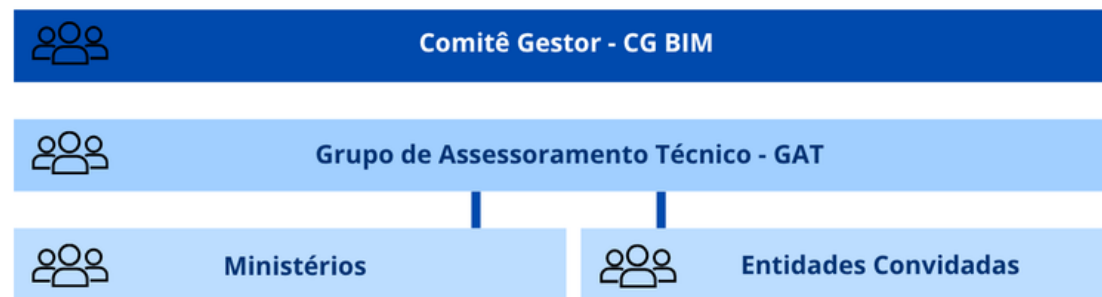 Comitê Gestor - CG BIM
Grupo de Assessoramento Técnico - GAT
Ministérios
Entidades Convidadas